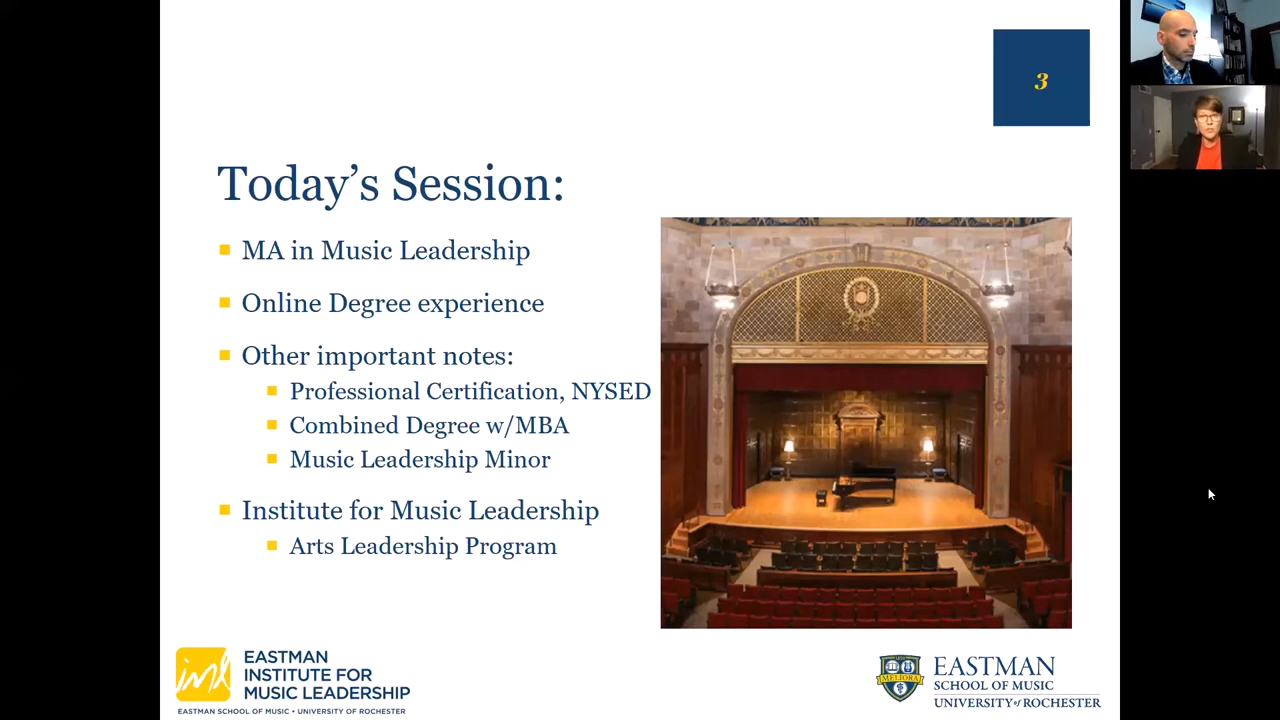 3
Today’s Session:
MA in Music Leadership
Online Degree experience
Other important notes:
Professional Certification, NYSED
Combined Degree w/MBA
Music Leadership Minor
Institute for Music Leadership
Arts Leadership Program
iml
EASTMAN
INSTITUTE FOR
MUSIC LEADERSHIP
EASTMAN SCHOOL OF MUSIC • UNIVERSITY OF ROCHESTER
MELIORA
EASTMAN
SCHOOL OF MUSIC
UNIVERSITY of ROCHESTER